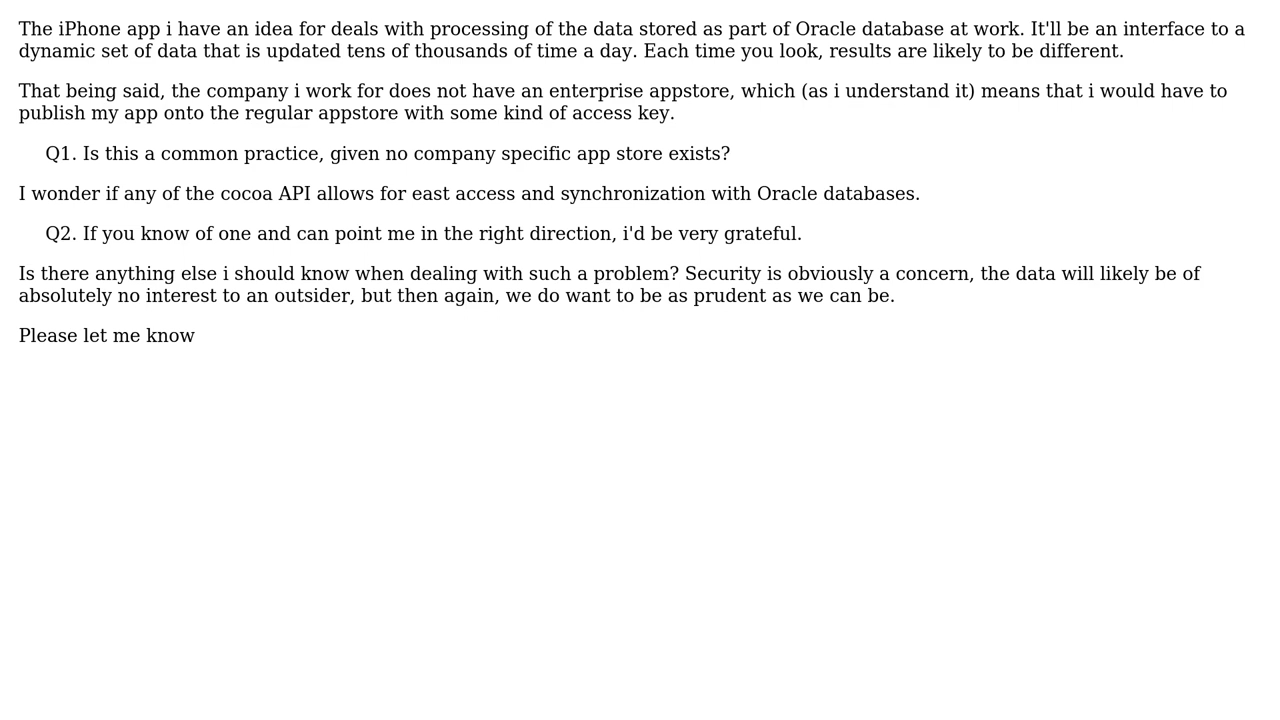 The iPhone app i have an idea for deals with processing of the data stored as part of Oracle database at work. It'll be an interface to a
dynamic set of data that is updated tens of thousands of time a day. Each time you look, results are likely to be different.
That being said, the company i work for does not have an enterprise appstore, which (as i understand it) means that i would have to
publish my app onto the regular appstore with some kind of access key.
Q1. Is this a common practice, given no company specific app store exists?
I wonder if any of the cocoa API allows for east access and synchronization with Oracle databases.
Q2. If you know of one and can point me in the right direction, i'd be very grateful.
Is there anything else i should know when dealing with such a problem? Security is obviously a concern, the data will likely be of
absolutely no interest to an outsider, but then again, we do want to be as prudent as we can be.
Please let me know